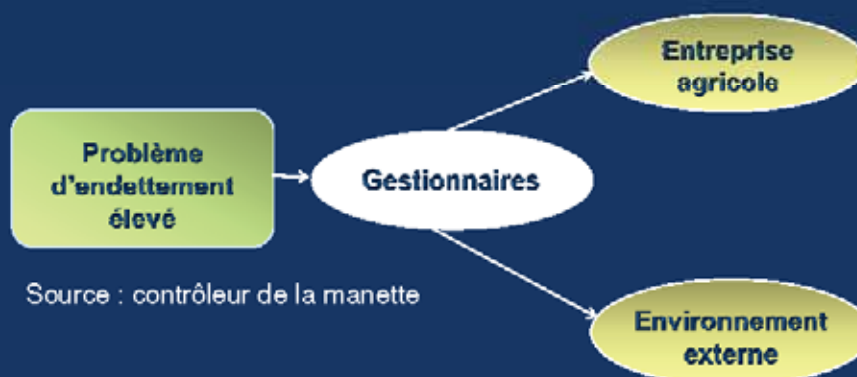 Entreprise
agricole
Problème
d'endettement
élevé
Gestionnaires
Source : contrôleur de la manette
Environnement
externe